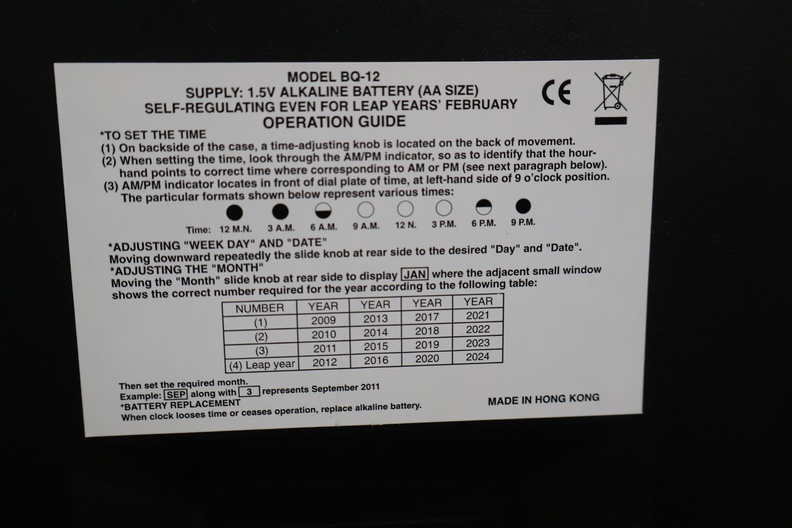 MODEL BQ-12
SUPPLY: 1.5V ALKALINE BATTERY (AA SIZE)
SELF-REGULATING EVEN FOR LEAP YEARS' FEBRUARY
OPERATION GUIDE
CE
*TO SET THE TIME
(1) On backside of the case, a time-adjusting knob is located on the back of movement.
(2) When setting the time, look through the AM/PM indicator, so as to identify that the hour-
hand points to correct time where corresponding to AM or PM (see next paragraph below).
(3) AM/PM indicator locates in front of dial plate of time, at left-hand side of 9 o'clock position.
The particular formats shown below represent various times:
Time: 12 M.N. 3 A.M. 6 A.M. 9 A.M. 12 N. 3 P.M. 6 P.M. 9 P.M.
*ADJUSTING "WEEK DAY" AND "DATE"
Moving downward repeatedly the slide knob at rear side to the desired "Day" and "Date".
*ADJUSTING THE "MONTH"
Moving the "Month" slide knob at rear side to display JAN where the adjacent small window
shows the correct number required for the year according to the following table:
NUMBER YEAR YEAR YEAR YEAR
(1) 2009 2013 2017 2021
(2) 2010 2014 2018 2022
(3) 2011 2015 2019 2023
(4) Leap year 2012 2016 2020 2024
Then set the required month.
Example: SEP along with 3 represents September 2011
*BATTERY REPLACEMENT
When clock looses time or ceases operation, replace alkaline battery.
MADE IN HONG KONG